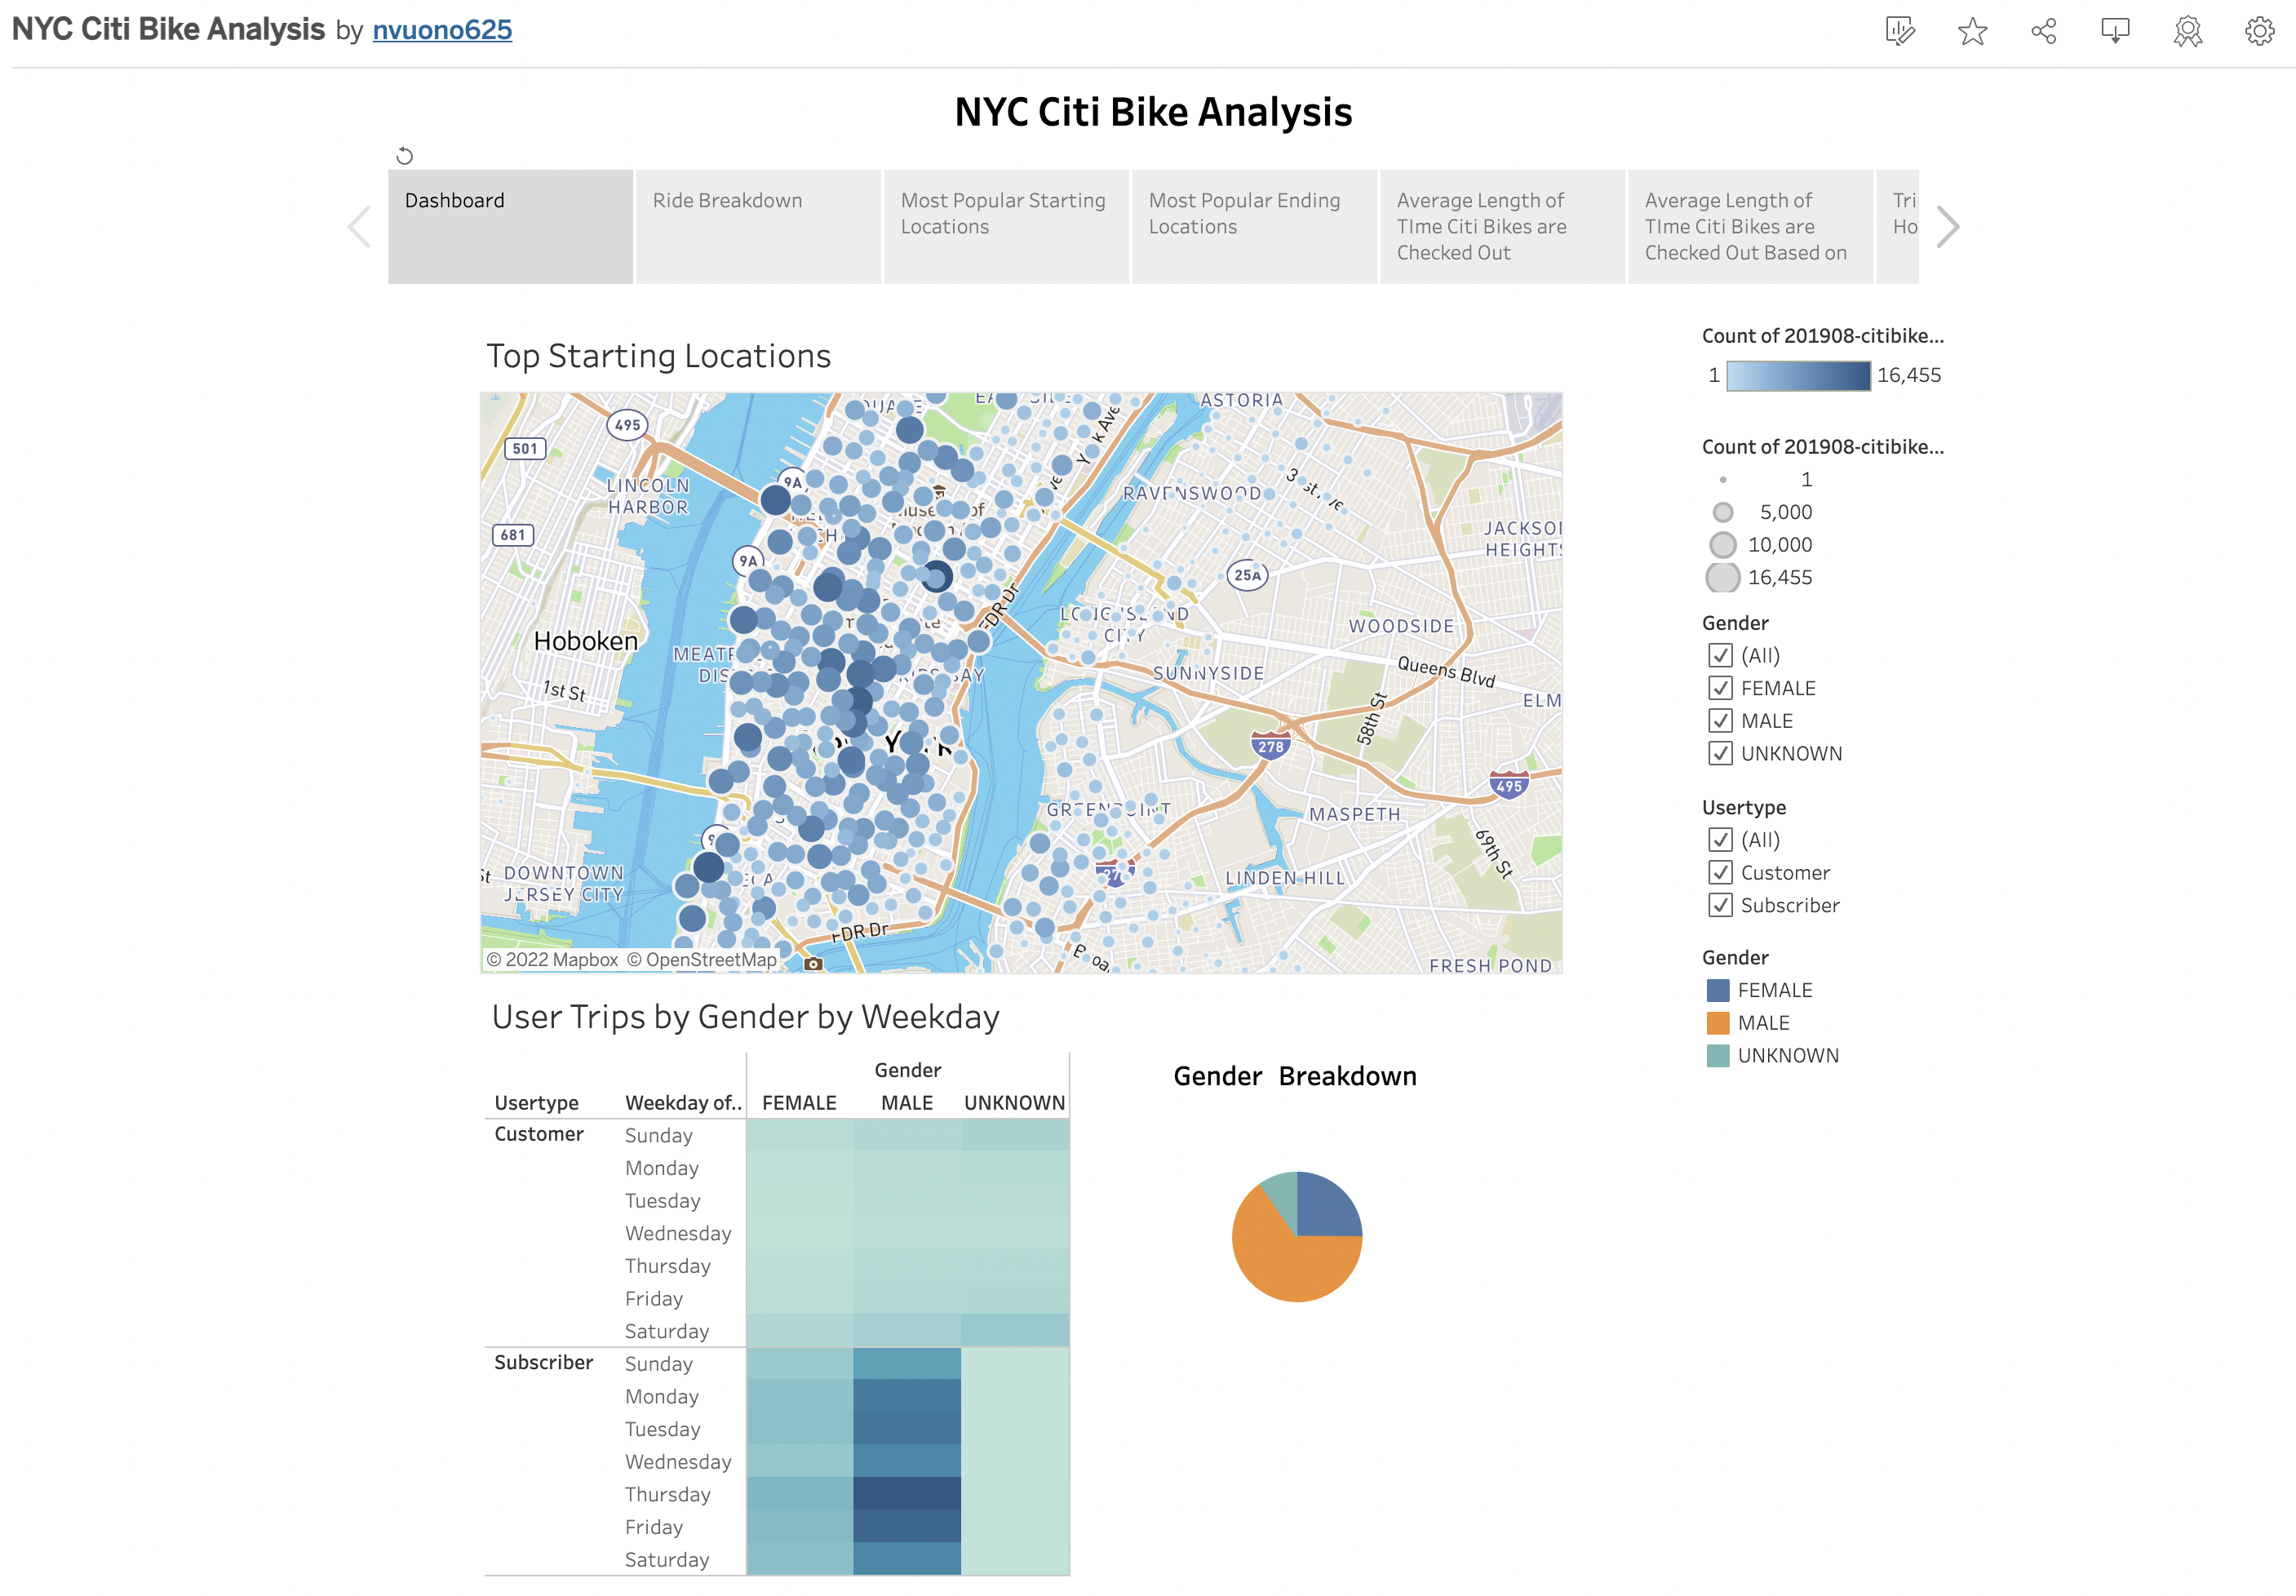 NYC Citi Bike Analysis by nvuono625
NYC Citi Bike Analysis
Dashboard
Ride Breakdown
Most Popular Starting
Locations
Most Popular Ending
Locations
Average Length of
TIme Citi Bikes are
Checked Out
Average Length of
TIme Citi Bikes are
Checked Out Based on
Tri
Ho
Top Starting Locations
495
501
681
LINCOLN
HARBOR
9A
9A
Hoboken
1st St
DOWNTOWN
JERSEY CITY
ASTORIA
RAVENSWOOD
25A
JACKSO
HEIGHTS
WOODSIDE
Queens Blvd
SUNNYSIDE
CITY
58th St
ELM
278
495
MASPETH
69th St
LINDEN HILL
FRESH POND
FDR Dr
FDR Dr
© 2022 Mapbox © OpenStreetMap
Count of 201908-citibike...
1 16,455
Count of 201908-citibike...
1
5,000
10,000
16,455
Gender
(All)
FEMALE
MALE
UNKNOWN
Usertype
(All)
Customer
Subscriber
Gender
FEMALE
MALE
UNKNOWN
User Trips by Gender by Weekday
Gender
Usertype Weekday of.. FEMALE MALE UNKNOWN
Customer Sunday
Monday
Tuesday
Wednesday
Thursday
Friday
Saturday
Subscriber Sunday
Monday
Tuesday
Wednesday
Thursday
Friday
Saturday
Gender Breakdown